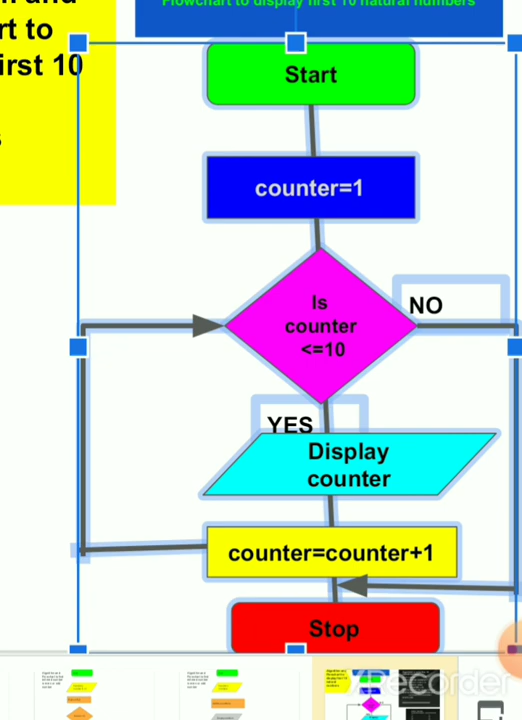 Flowchart to display first 10 natural numbers
and
rt to
irst 10
Start
counter=1
Is
counter
<=10
NO
YES
Display
counter
counter=counter+1
Stop